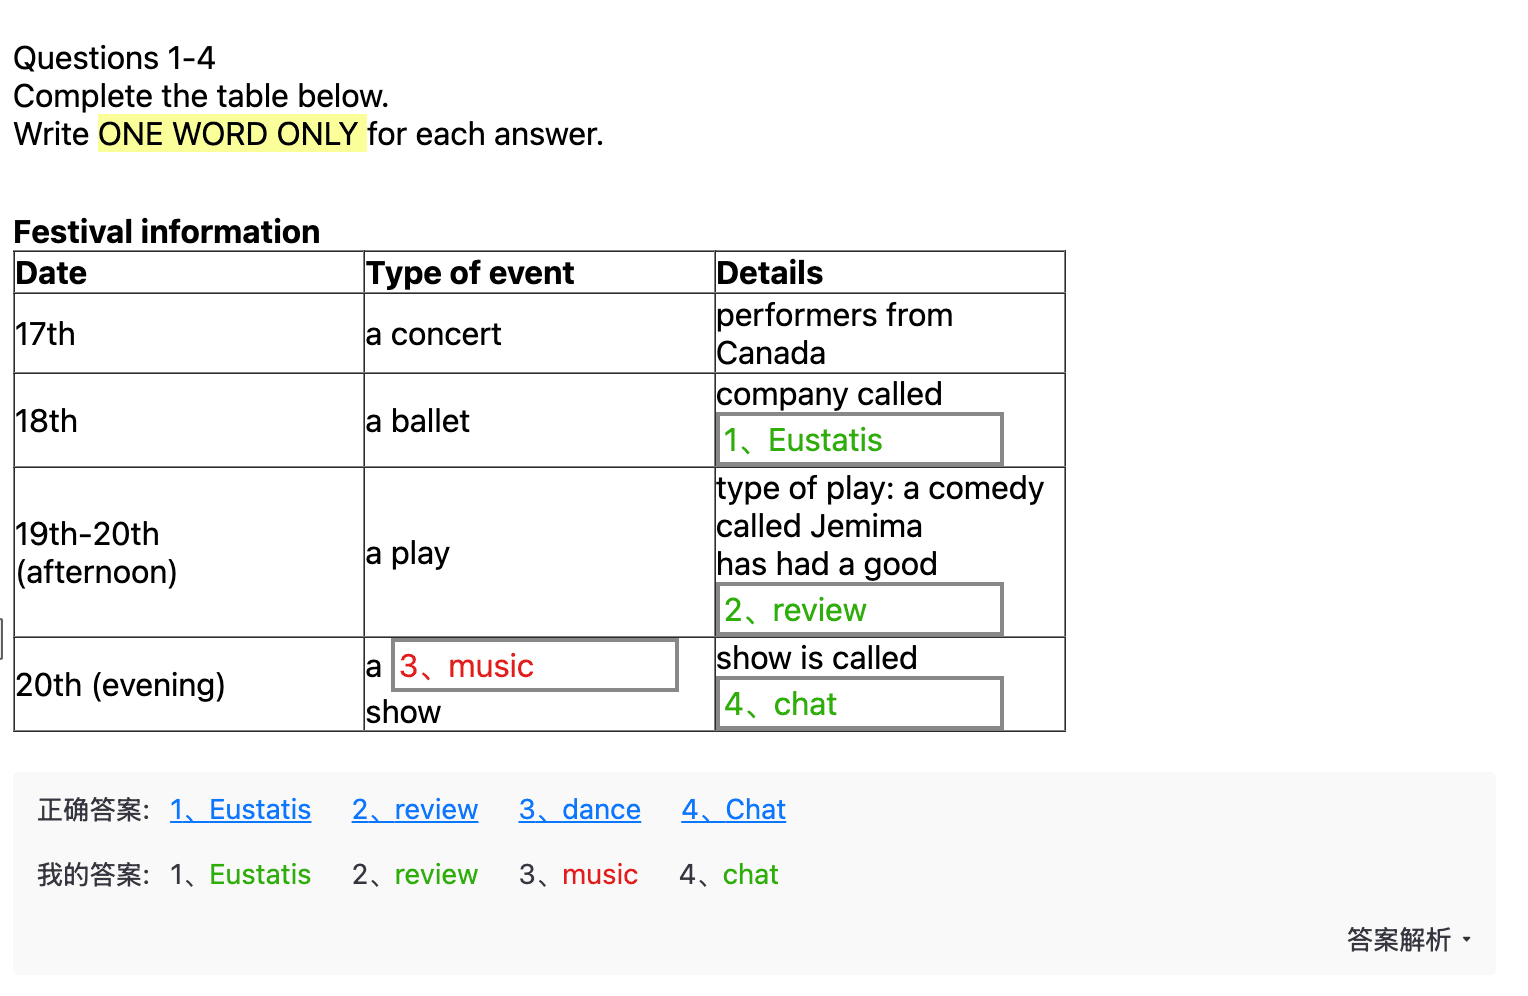 Questions 1-4
Complete the table below.
Write ONE WORD ONLY for each answer.
Festival information
Date Type of event Details
17th a concert performers from
Canada
18th a ballet company called
1、Eustatis
19th-20th
(afternoon) a play type of play: a comedy
called Jemima
has had a good
2、review
20th (evening) a 3、music
show show is called
4、chat
正确答案: 1、Eustatis 2、review 3、dance 4、Chat
我的答案: 1、Eustatis 2、review 3、music 4、chat
答案解析